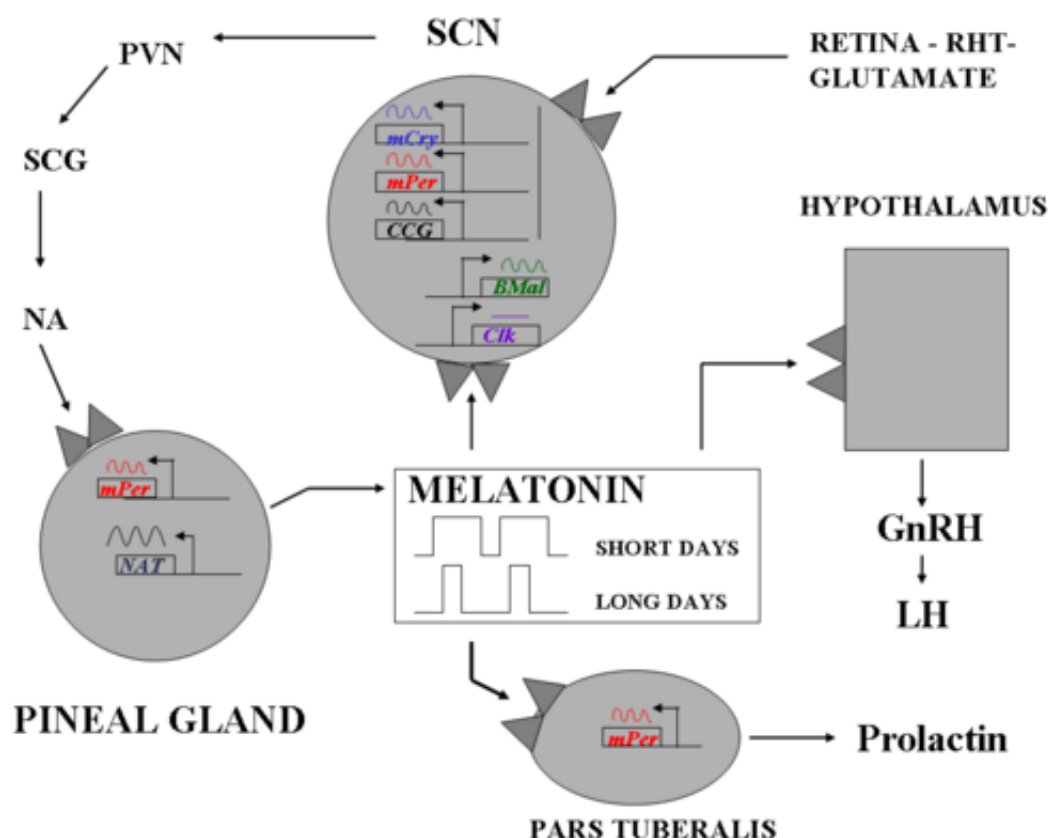 SCN
PVN
RETINA - RHT-
GLUTAMATE
SCG
NA
mCry
mPer
CCG
BMal
Clk
HYPOTHALAMUS
mPer
NAT
PINEAL GLAND
MELATONIN
SHORT DAYS
LONG DAYS
GnRH
LH
mPer
Prolactin
PARS TUBERALIS